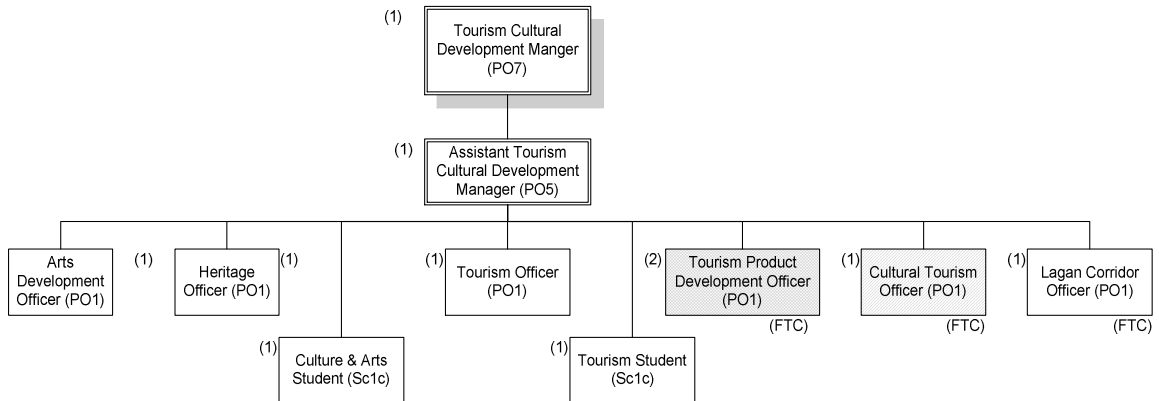 (1)
Tourism Cultural
Development Manger
(PO7)
(1)
Assistant Tourism
Cultural Development
Manager (PO5)
Arts
Development
Officer (PO1)
(1)
Heritage
Officer (PO1)
(1)
(1)
Tourism Officer
(PO1)
(2)
Tourism Product
Development Officer
(PO1)
(FTC)
(1)
Cultural Tourism
Officer (PO1)
(FTC)
(1)
Lagan Corridor
Officer (PO1)
(FTC)
(1)
Culture & Arts
Student (Sc1c)
(1)
Tourism Student
(Sc1c)